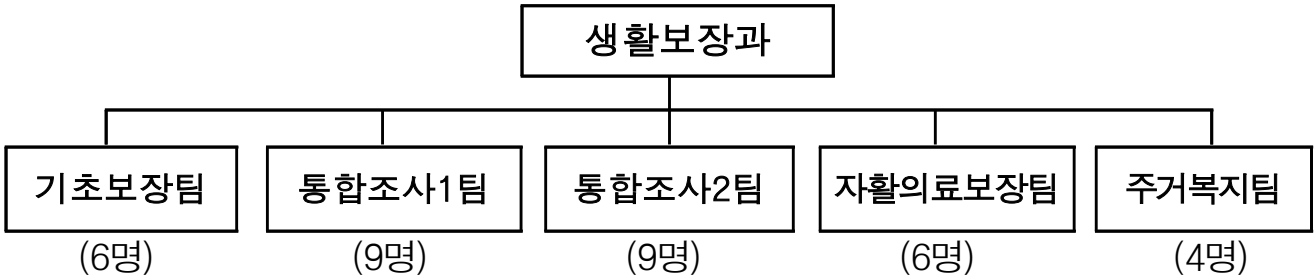 생활보장과
기초보장팀 통합조사1팀 통합조사2팀 자활의료보장팀 주거복지팀
(6명) (9명) (9명) (6명) (4명)